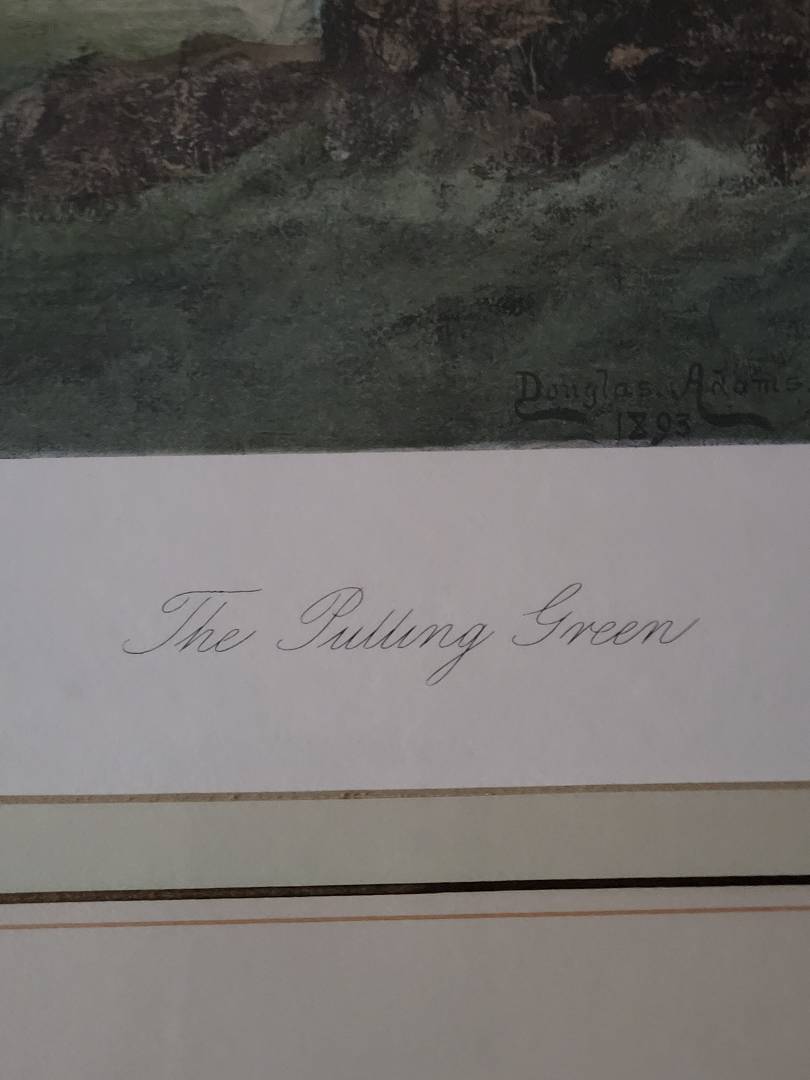 Douglas. Adams
1893
The Putting Green